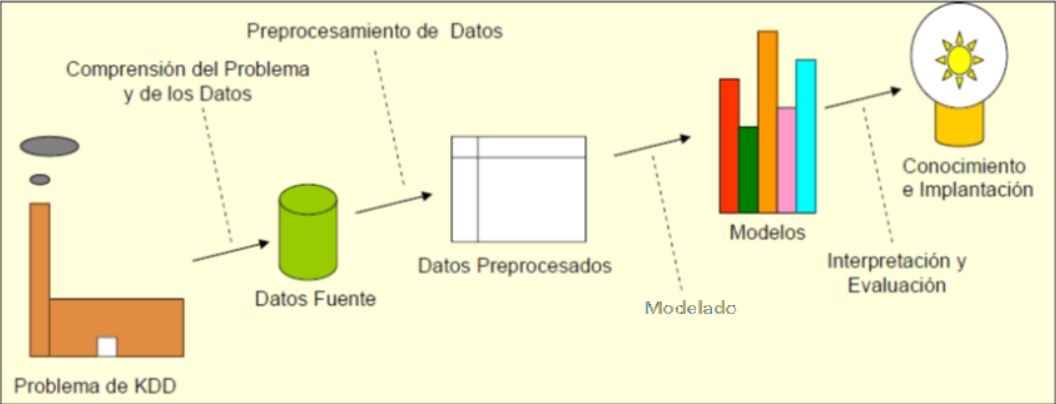 Preprocesamiento de Datos
Comprensión del Problema
y de los Datos
Conocimiento
e Implantación
Modelos
Datos Preprocesados
Interpretación y
Evaluación
Datos Fuente
Modelado
Problema de KDD